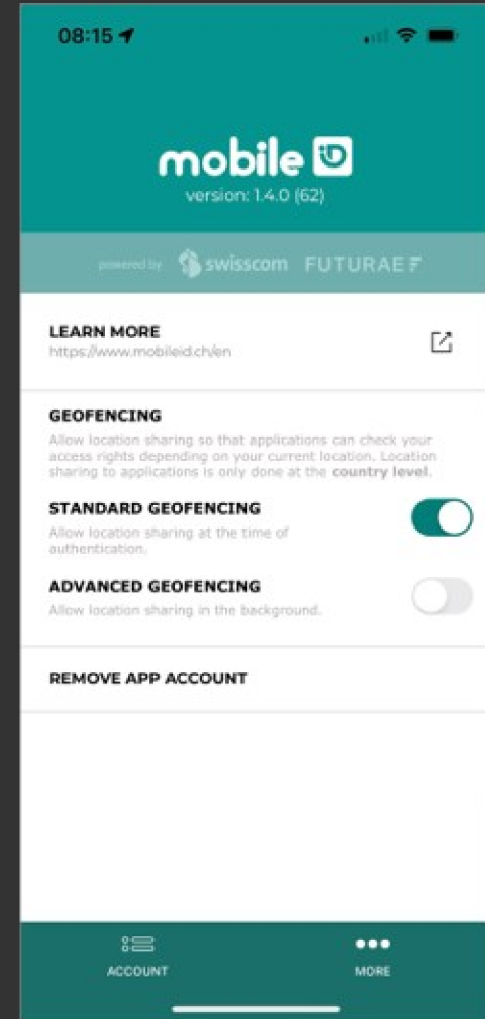 08:15
mobile iD
version: 1.4.0 (62)
powered by swisscom FUTURAE
LEARN MORE
https://www.mobileid.ch/en
GEOFENCING
Allow location sharing so that applications can check your
access rights depending on your current location. Location
sharing to applications is only done at the country level.
STANDARD GEOFENCING
Allow location sharing at the time of
authentication.
ADVANCED GEOFENCING
Allow location sharing in the background.
REMOVE APP ACCOUNT
ACCOUNT
MORE